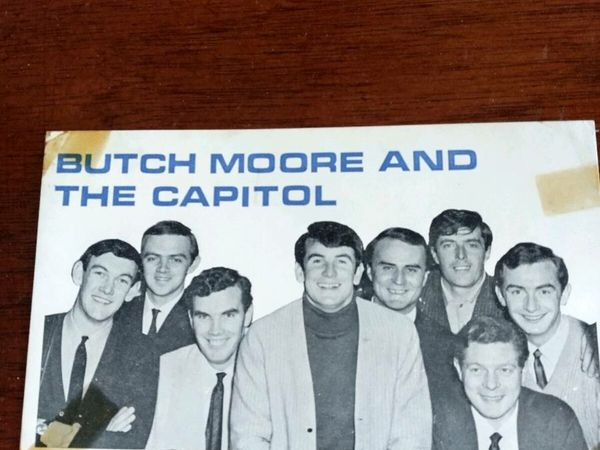 BUTCH MOORE AND
THE CAPITOL